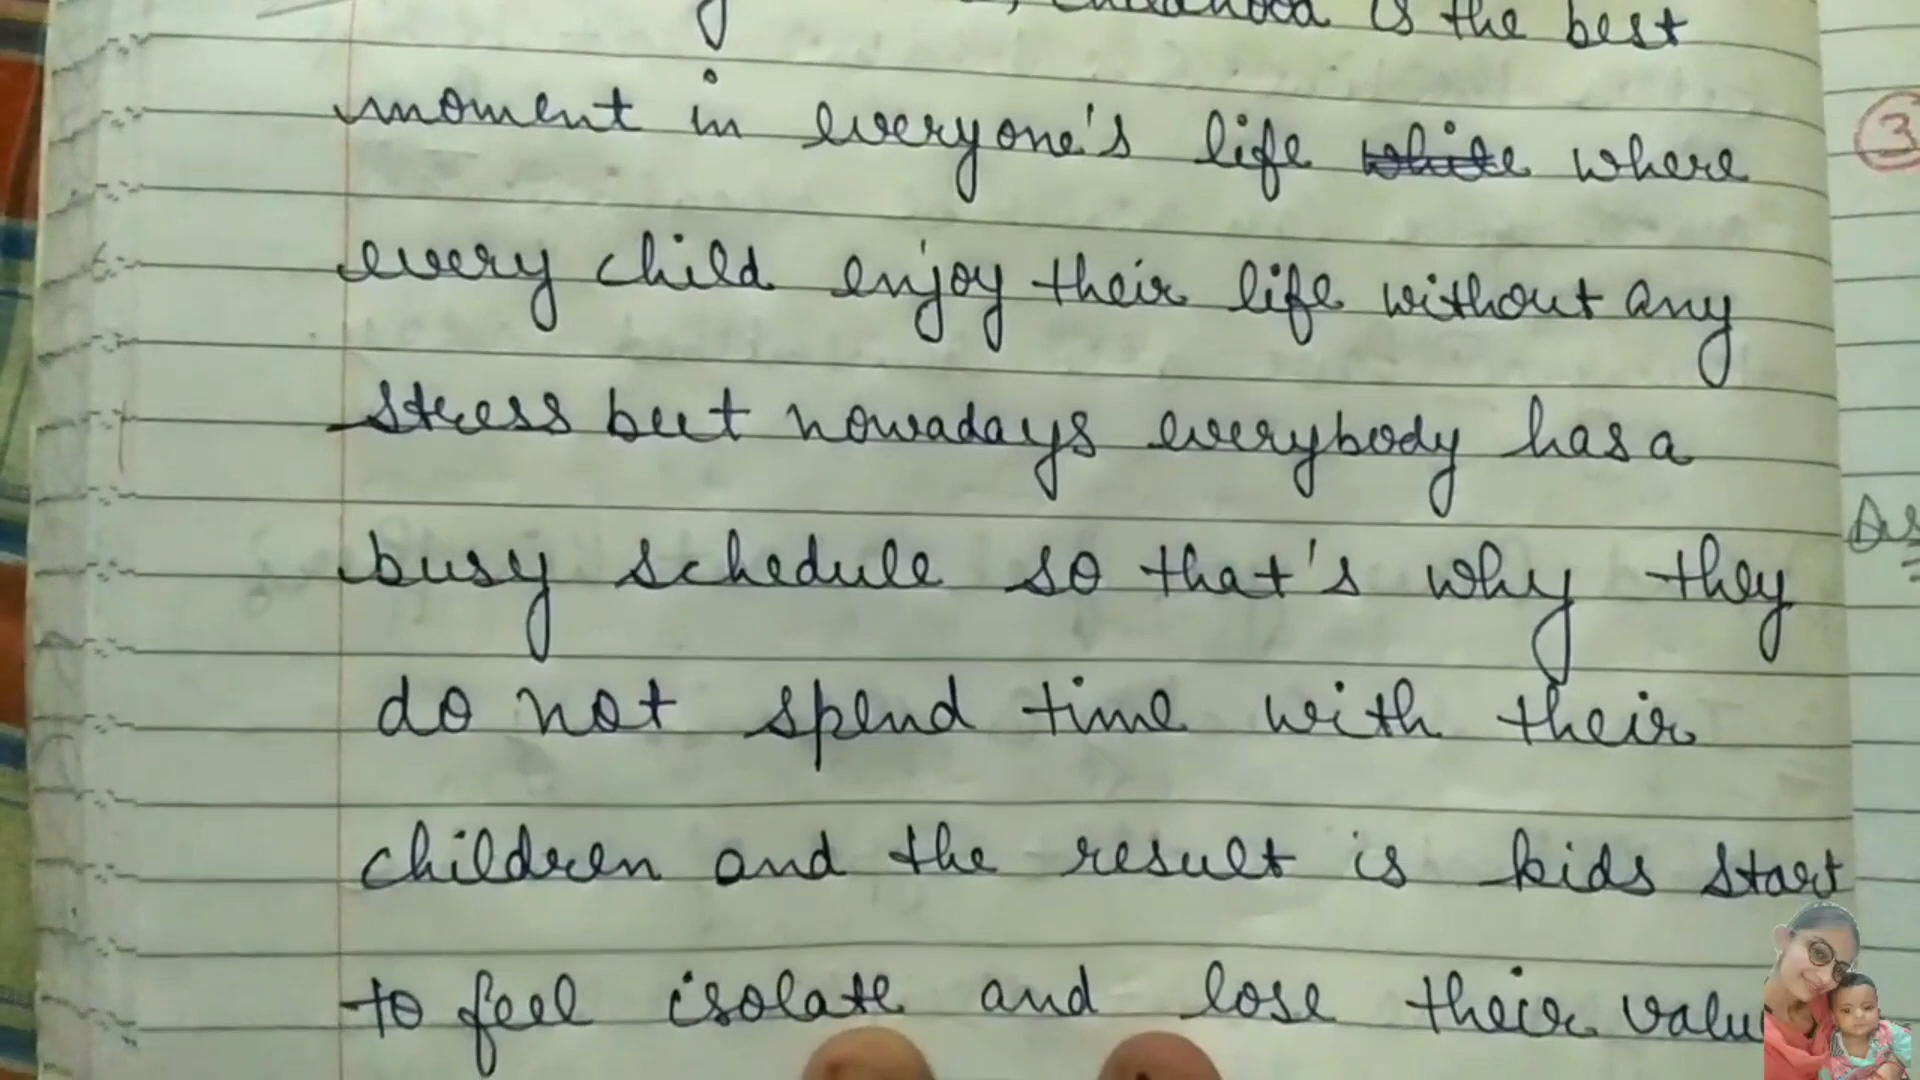 childhood is the best
moment in everyone's life where
every child enjoy their life without any
stress but nowadays everybody has a
busy schedule so that's why they
do not spend time with their
children and the result is kids start
to feel isolate and lose their
3